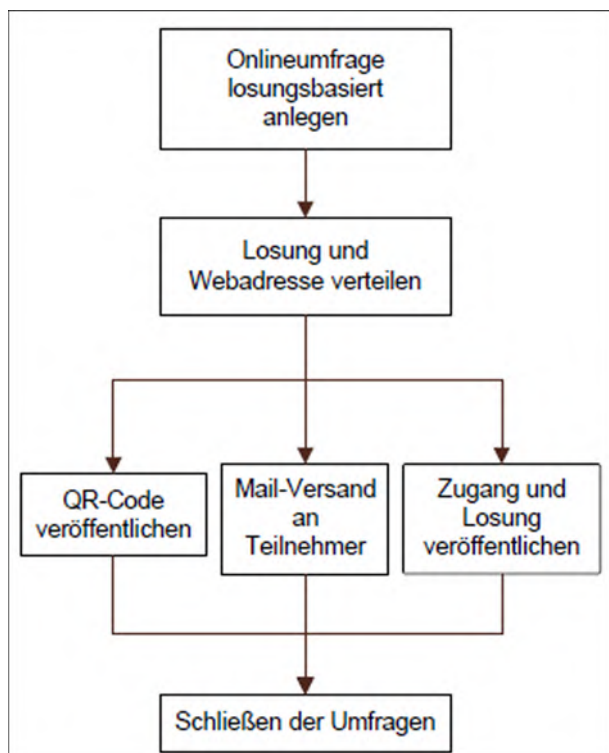 Onlineumfrage
losungsbasiert
anlegen
Losung und
Webadresse verteilen
QR-Code
veröffentlichen
Mail-Versand
an
Teilnehmer
Zugang und
Losung
veröffentlichen
Schließen der Umfragen